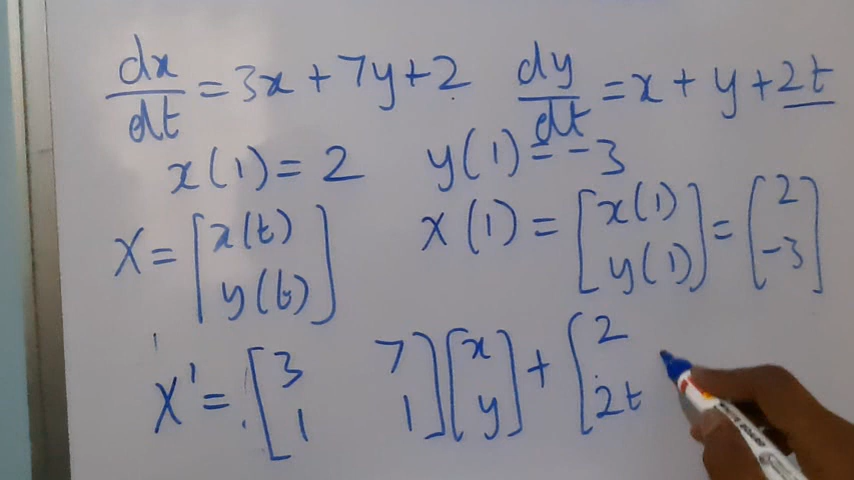 dx/dt = 3x + 7y + 2 dy/dt = x + y + 2t
x(1) = 2 y(1) = -3
X = [x(t) y(t)] x(1) = [x(1) y(1)] = [2 -3]
X' = [3 7 1 1] [x y] + [2 2t